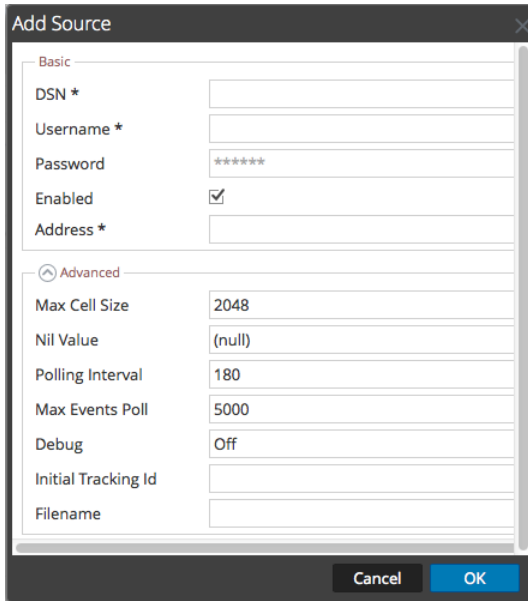 Add Source
Basic
DSN *
Username *
Password ******
Enabled
Address *
Advanced
Max Cell Size 2048
Nil Value (null)
Polling Interval 180
Max Events Poll 5000
Debug Off
Initial Tracking Id
Filename
Cancel OK